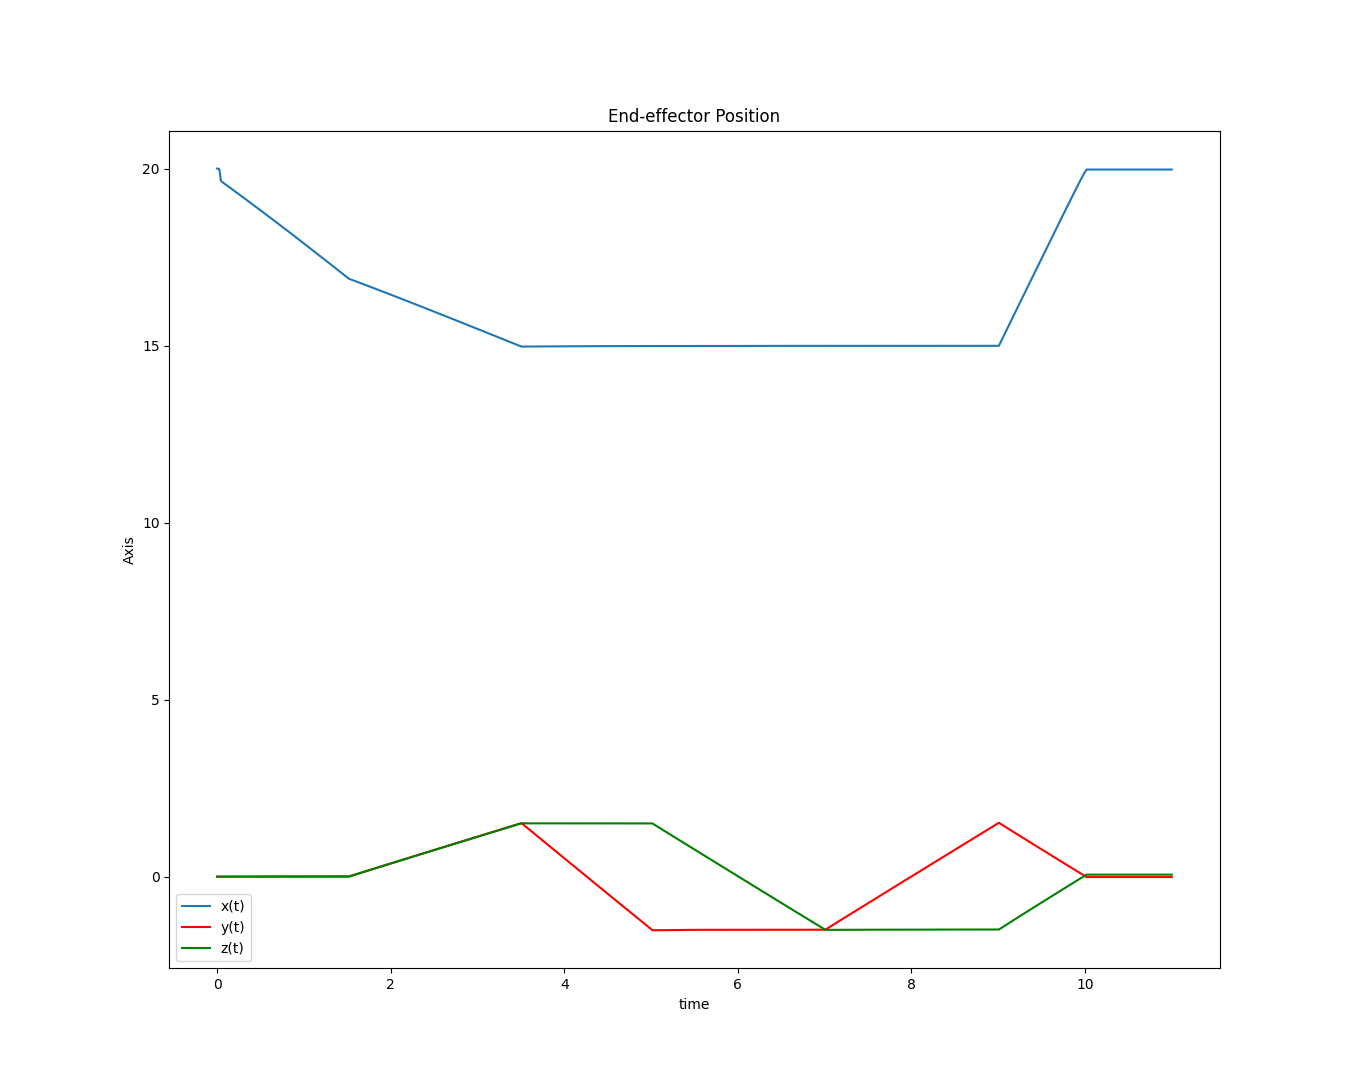 End-effector Position
20
15
10
5
0
Axis
x(t)
y(t)
z(t)
0 2 4 6 8 10
time